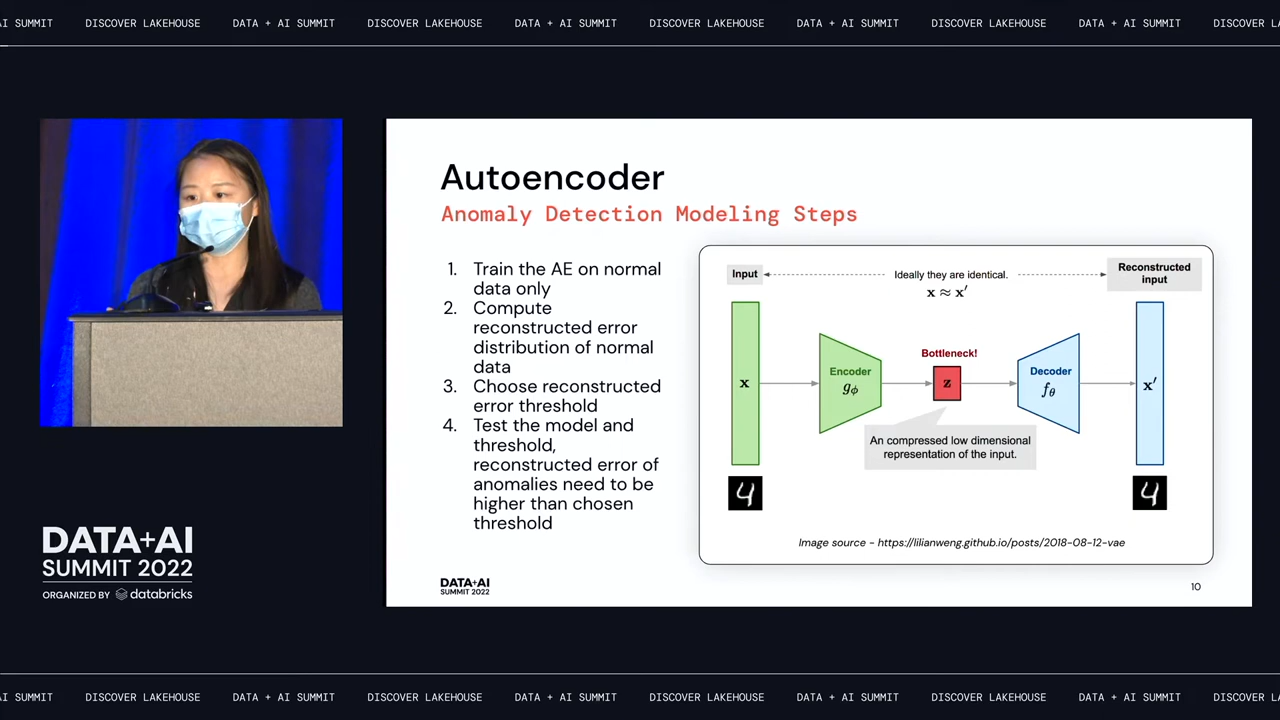 AI SUMMIT DISCOVER LAKEHOUSE DATA + AI SUMMIT DISCOVER LAKEHOUSE DATA + AI SUMMIT DISCOVER LAKEHOUSE DATA + AI SUMMIT DISCOVER LAKEHOUSE DATA + AI SUMMIT DISCOVER L
Autoencoder
Anomaly Detection Modeling Steps
1. Train the AE on normal
data only
2. Compute
reconstructed error
distribution of normal
data
3. Choose reconstructed
error threshold
4. Test the model and
threshold,
reconstructed error of
anomalies need to be
higher than chosen
threshold
Input
Ideally they are identical.
x ≈ x′
Reconstructed
input
Bottleneck!
Encoder
gϕ
Decoder
fθ
x
z
x′
An compressed low dimensional
representation of the input.
4
4
Image source - https://lilianweng.github.io/posts/2018-08-12-vae
DATA+AI
SUMMIT 2022
10
DATA+AI
SUMMIT 2022
ORGANIZED BY databricks
AI SUMMIT DISCOVER LAKEHOUSE DATA + AI SUMMIT DISCOVER LAKEHOUSE DATA + AI SUMMIT DISCOVER LAKEHOUSE DATA + AI SUMMIT DISCOVER LAKEHOUSE DATA + AI SUMMIT DISCOVER L